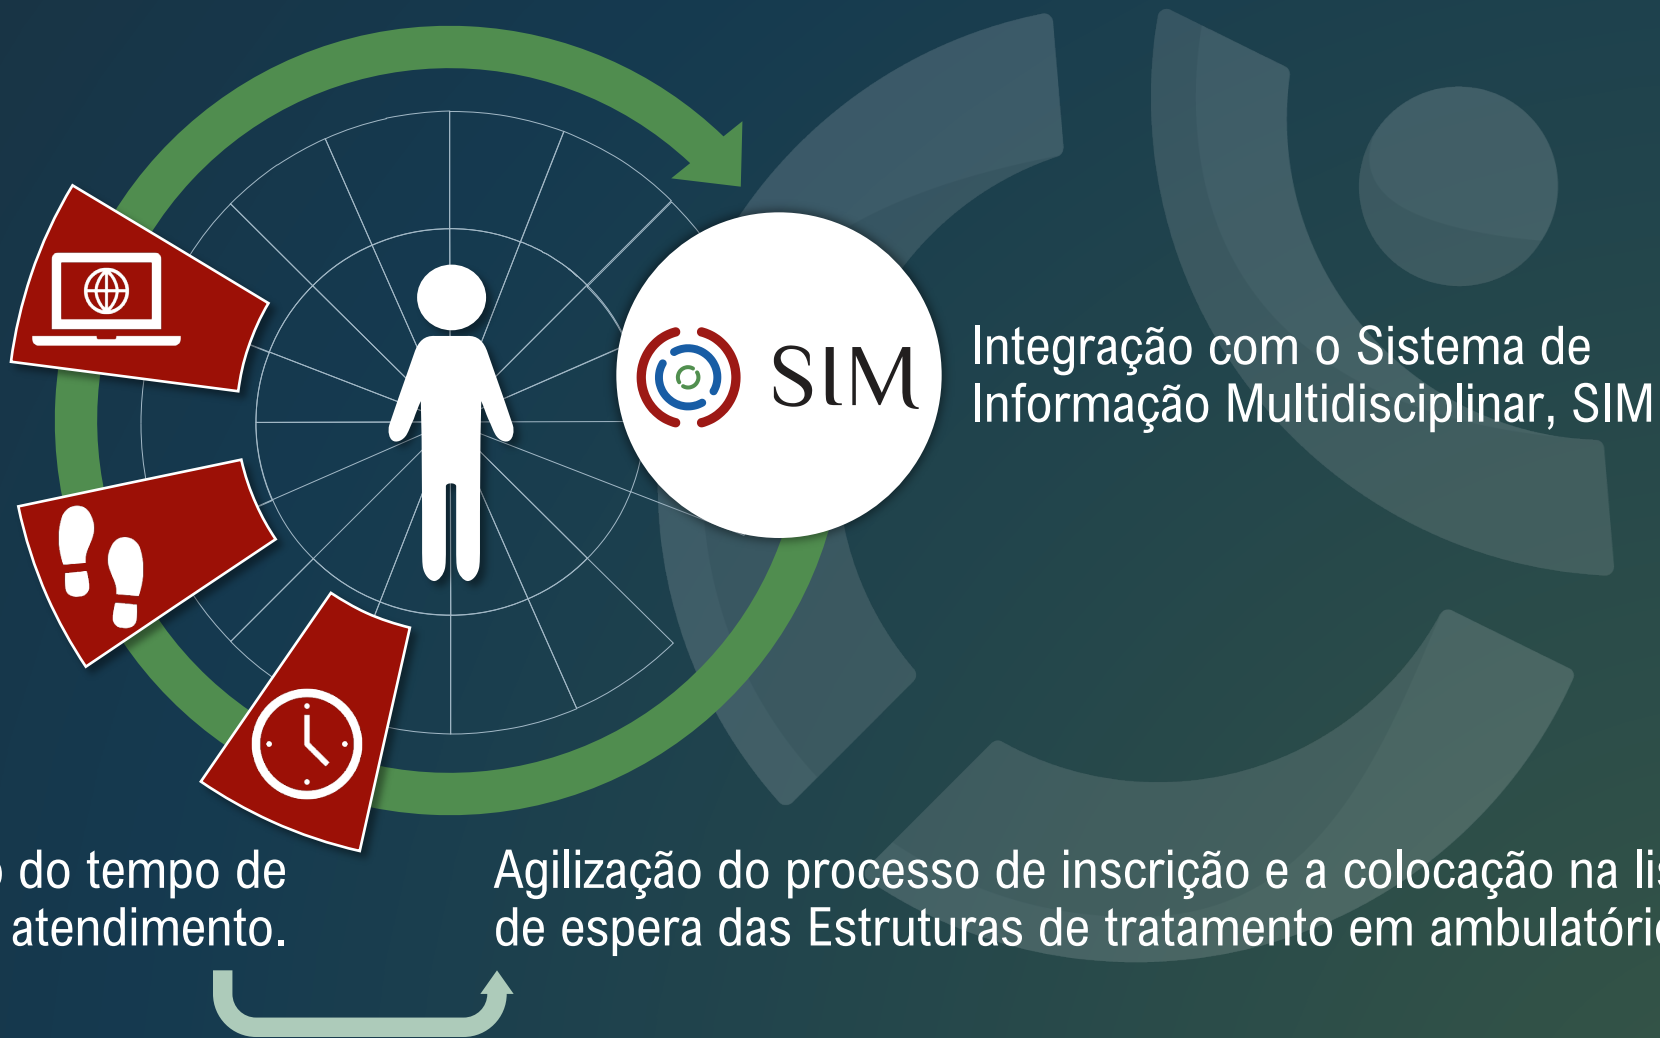 SIM
Integração com o Sistema de
Informação Multidisciplinar, SIM
do tempo de
atendimento.
Agilização do processo de inscrição e a colocação na
de espera das Estruturas de tratamento em